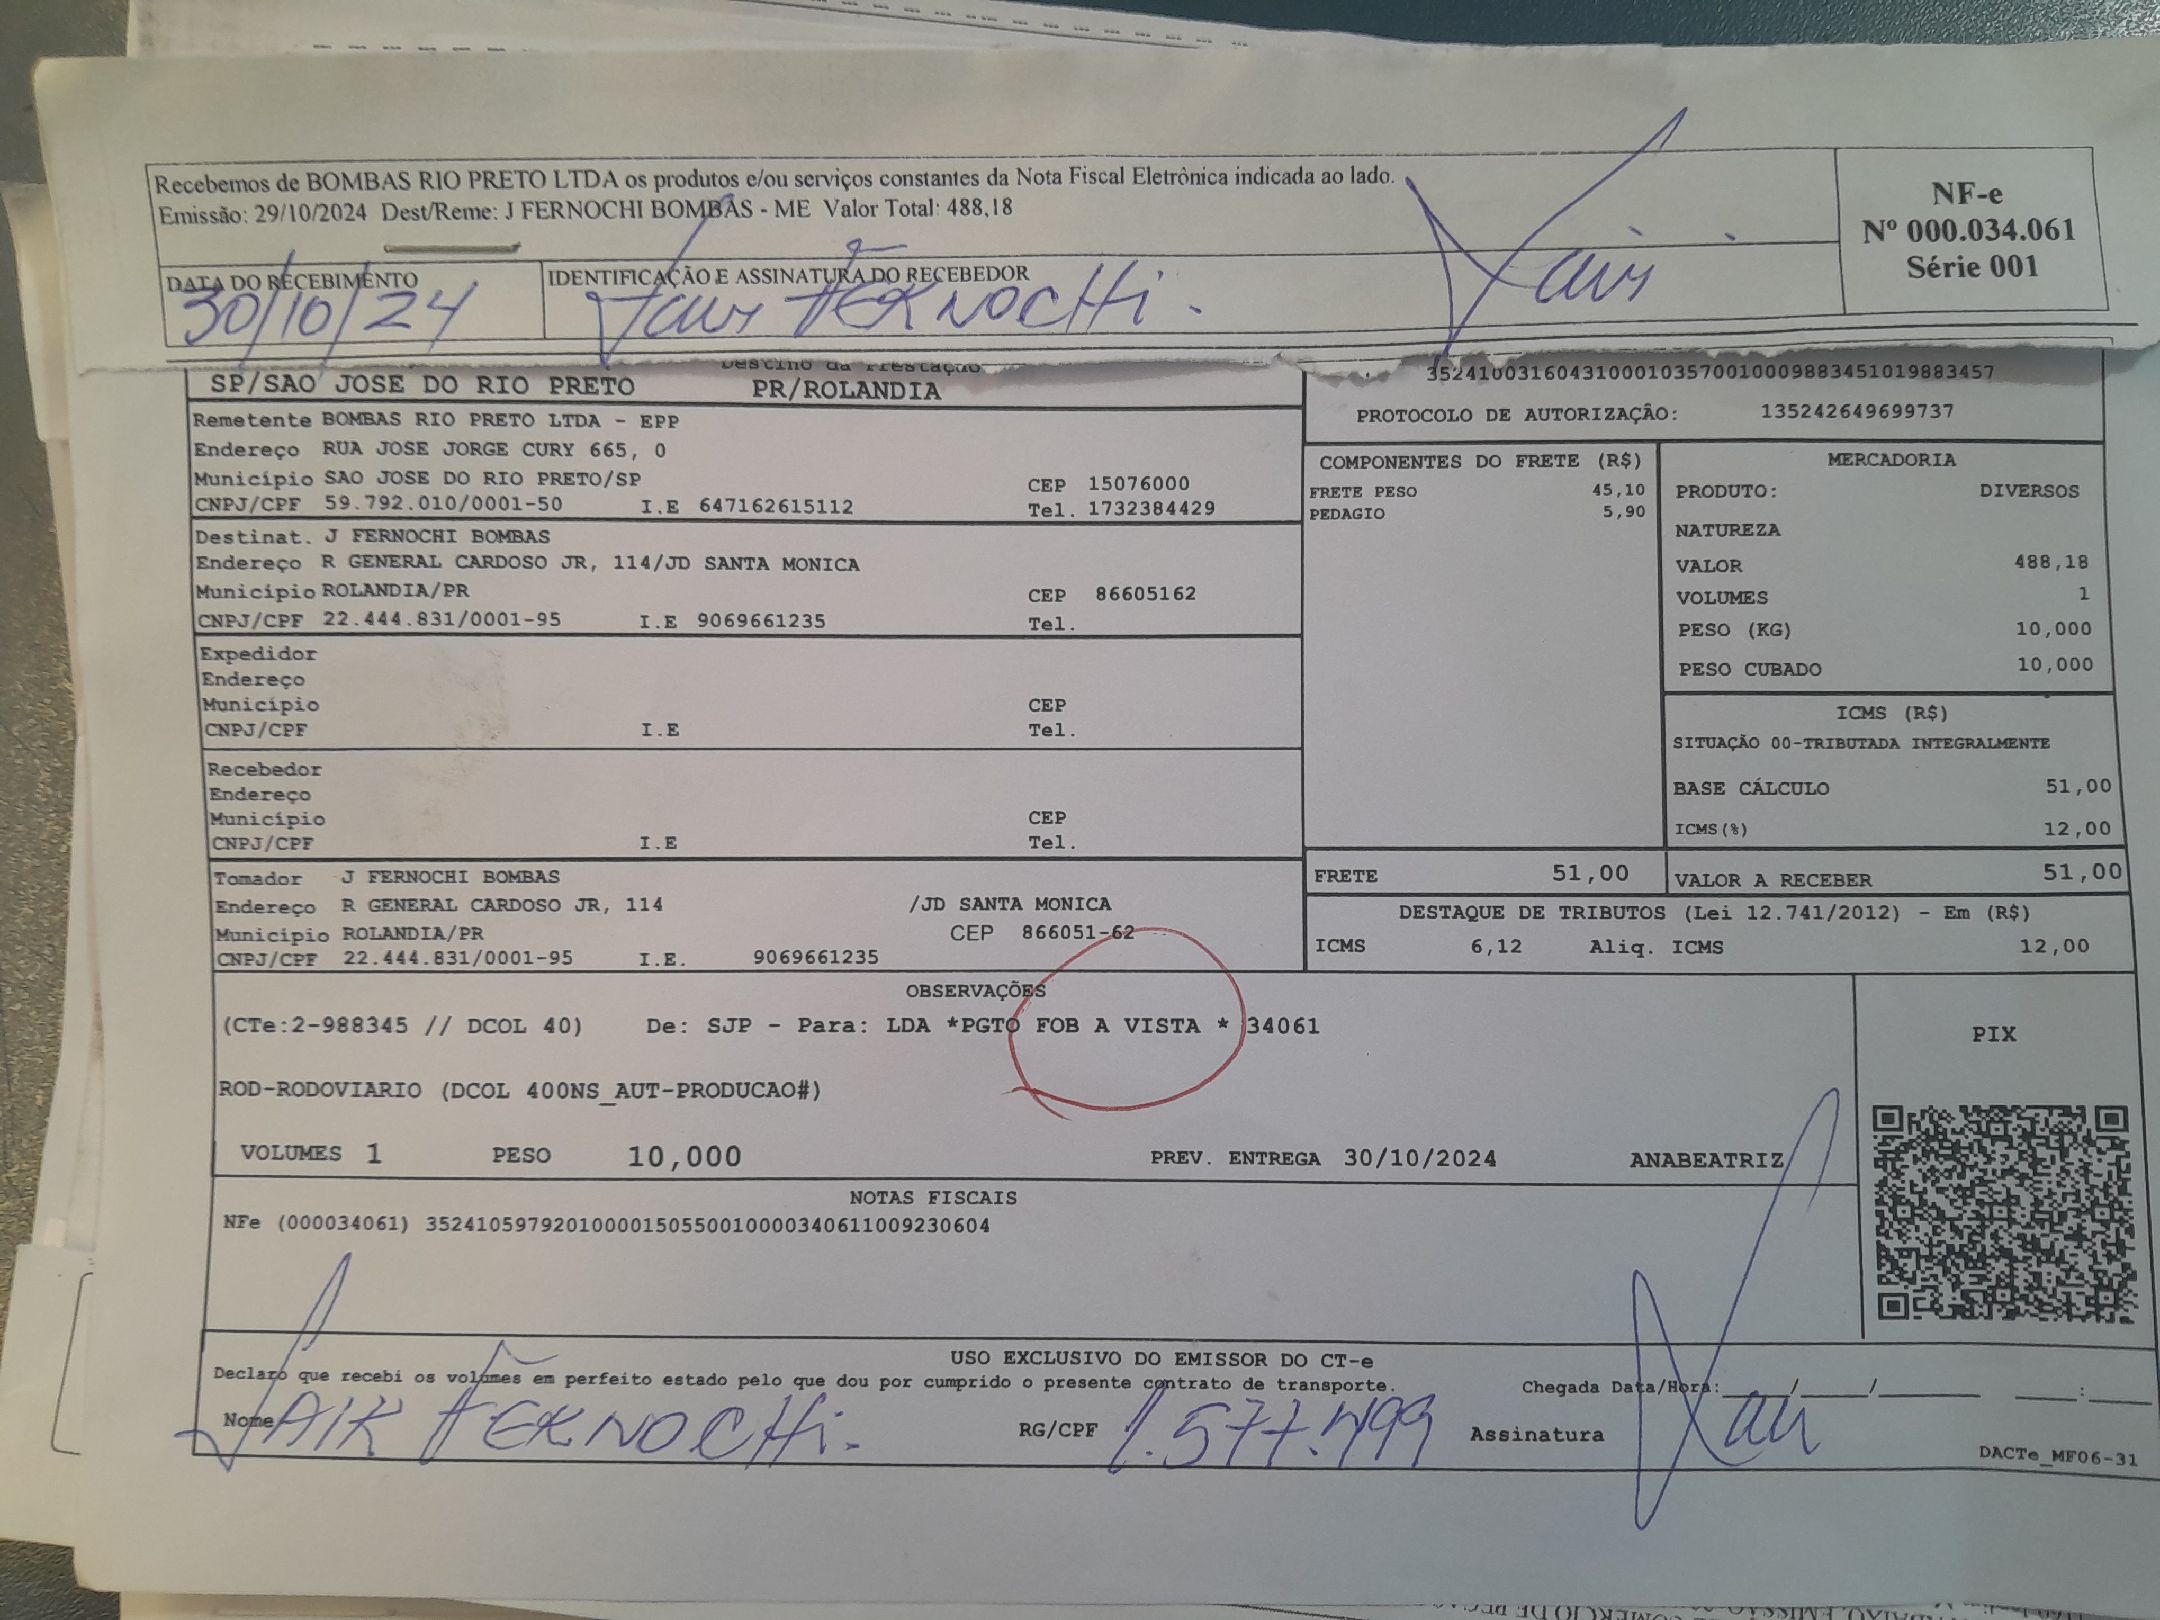 Recebemos de BOMBAS RIO PRETO LTDA os produtos e/ou serviços constantes da Nota Fiscal Eletrônica indicada ao lado.
Emissão: 29/10/2024 Dest/Reme: J FERNOCHI BOMBAS - ME Valor Total: 488,18
NF-e
Nº 000.034.061
Série 001
DATA DO RECEBIMENTO
30/10/24
IDENTIFICAÇÃO E ASSINATURA DO RECEBEDOR
FERNOCHI.
Destino da Prestação
SP/SAO JOSE DO RIO PRETO PR/ROLANDIA
35241003160431000103570010009883451019883457
PROTOCOLO DE AUTORIZAÇÃO: 135242649699737
Remetente BOMBAS RIO PRETO LTDA - EPP
Endereço RUA JOSE JORGE CURY 665, 0
Município SAO JOSE DO RIO PRETO/SP CEP 15076000
CNPJ/CPF 59.792.010/0001-50 I.E 647162615112 Tel. 1732384429
Destinat. J FERNOCHI BOMBAS
Endereço R GENERAL CARDOSO JR, 114/JD SANTA MONICA
Município ROLANDIA/PR CEP 86605162
CNPJ/CPF 22.444.831/0001-95 I.E 9069661235 Tel.
Expedidor
Endereço
Município CEP
CNPJ/CPF I.E Tel.
Recebedor
Endereço
Município CEP
CNPJ/CPF I.E Tel.
Tomador J FERNOCHI BOMBAS
Endereço R GENERAL CARDOSO JR, 114 /JD SANTA MONICA
Município ROLANDIA/PR CEP 866051-62
CNPJ/CPF 22.444.831/0001-95 I.E. 9069661235
COMPONENTES DO FRETE (R$)
FRETE PESO 45,10
PEDAGIO 5,90
FRETE 51,00
MERCADORIA
PRODUTO: DIVERSOS
NATUREZA
VALOR 488,18
VOLUMES 1
PESO (KG) 10,000
PESO CUBADO 10,000
ICMS (R$)
SITUAÇÃO 00-TRIBUTADA INTEGRALMENTE
BASE CÁLCULO 51,00
ICMS(%) 12,00
VALOR A RECEBER 51,00
DESTAQUE DE TRIBUTOS (Lei 12.741/2012) - Em (R$)
ICMS 6,12 Aliq. ICMS 12,00
OBSERVAÇÕES
(CTe:2-988345 // DCOL 40) De: SJP - Para: LDA *PGTO FOB A VISTA * 34061
ROD-RODOVIARIO (DCOL 400NS_AUT-PRODUCAO#)
VOLUMES 1 PESO 10,000 PREV. ENTREGA 30/10/2024 ANABEATRIZ
PIX
NOTAS FISCAIS
NFe (000034061) 35241059792010000150550010000340611009230604
USO EXCLUSIVO DO EMISSOR DO CT-e
Declaro que recebi os volumes em perfeito estado pelo que dou por cumprido o presente contrato de transporte. Chegada Data/Hora: / / :
Nome JAIR FERNOCHI. RG/CPF 1.577.499 Assinatura
DACTe_MF06-31